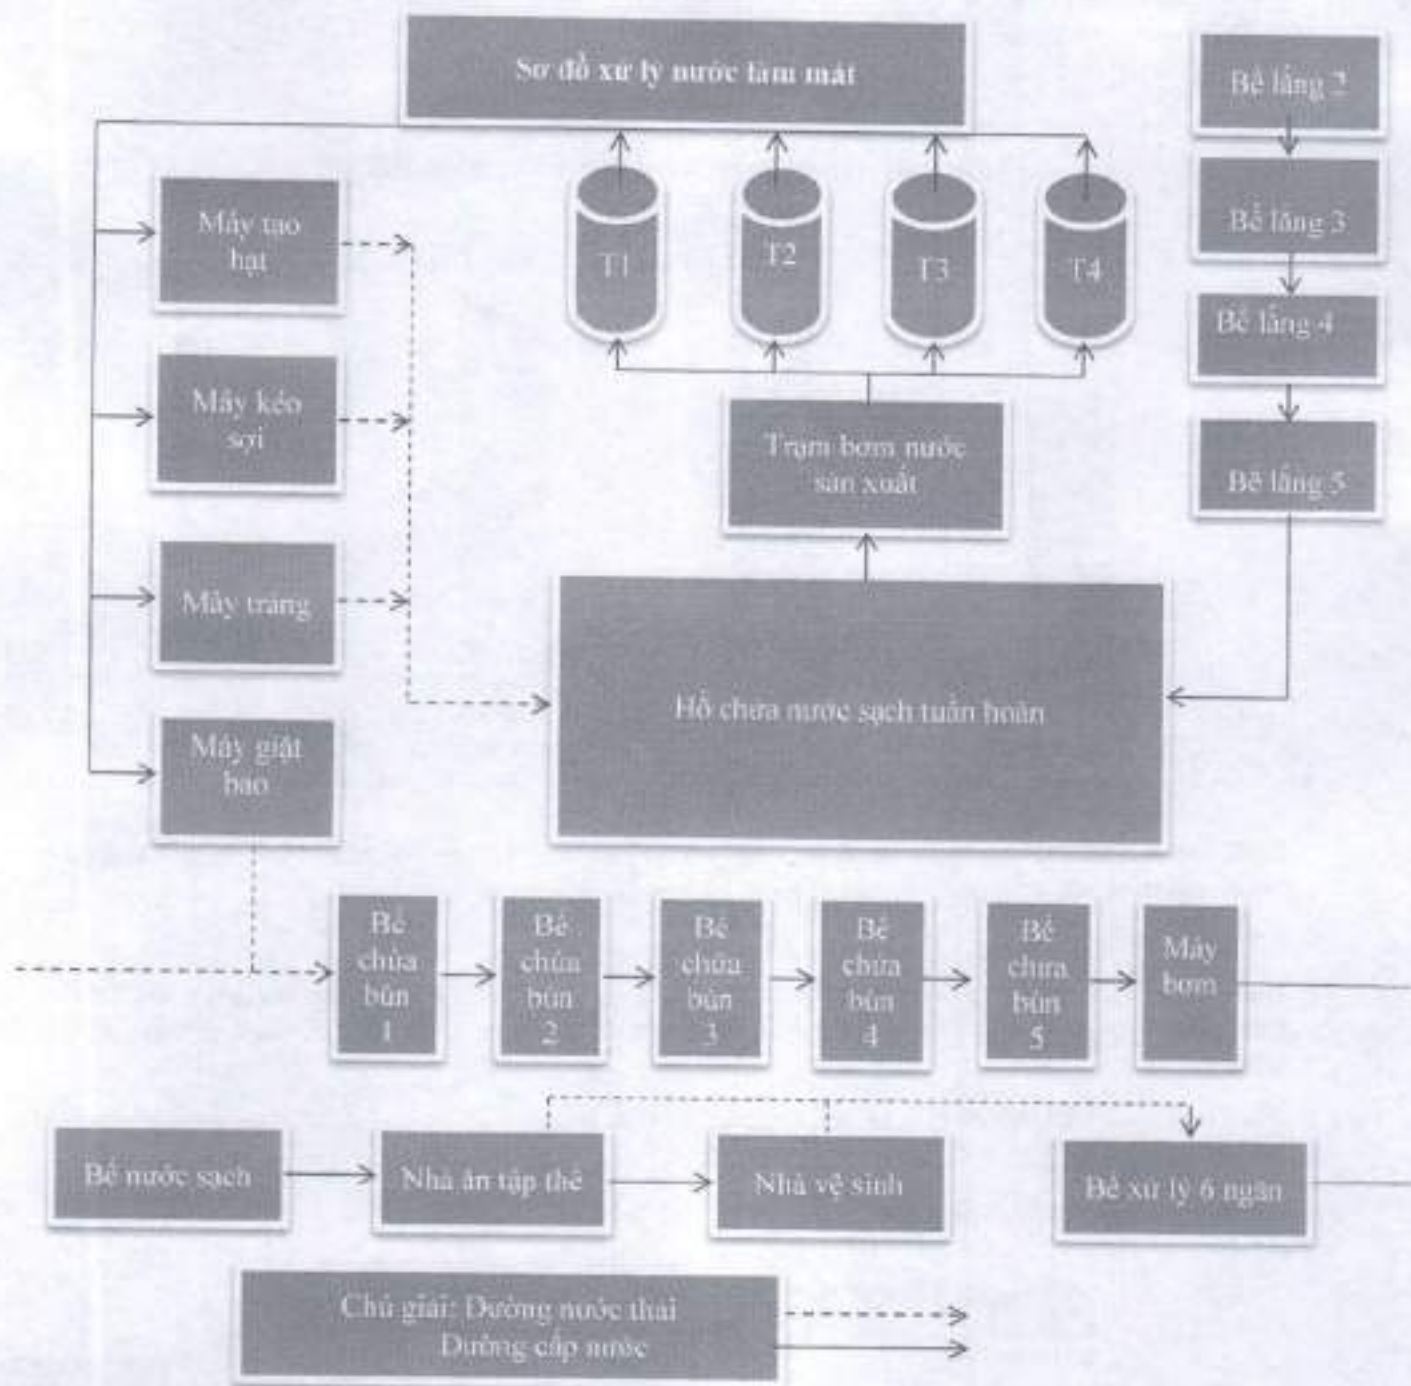 Sơ đồ xử lý nước làm mát
Bể lắng 2
Bể lắng 3
Bể lắng 4
Bể lắng 5
Máy tạo
hạt
Máy kéo
sợi
Máy tráng
Máy giặt
bao
T1
T2
T3
T4
Trạm bơm nước
sản xuất
Hồ chứa nước sạch tuần hoàn
Bể
chứa
bùn
1
Bể
chứa
bùn
2
Bể
chứa
bùn
3
Bể
chứa
bùn
4
Bể
chứa
bùn
5
Máy
bơm
Bể nước sạch
Nhà ăn tập thể
Nhà vệ sinh
Bể xử lý 6 ngăn
Chú giải: Đường nước thải
Đường cấp nước